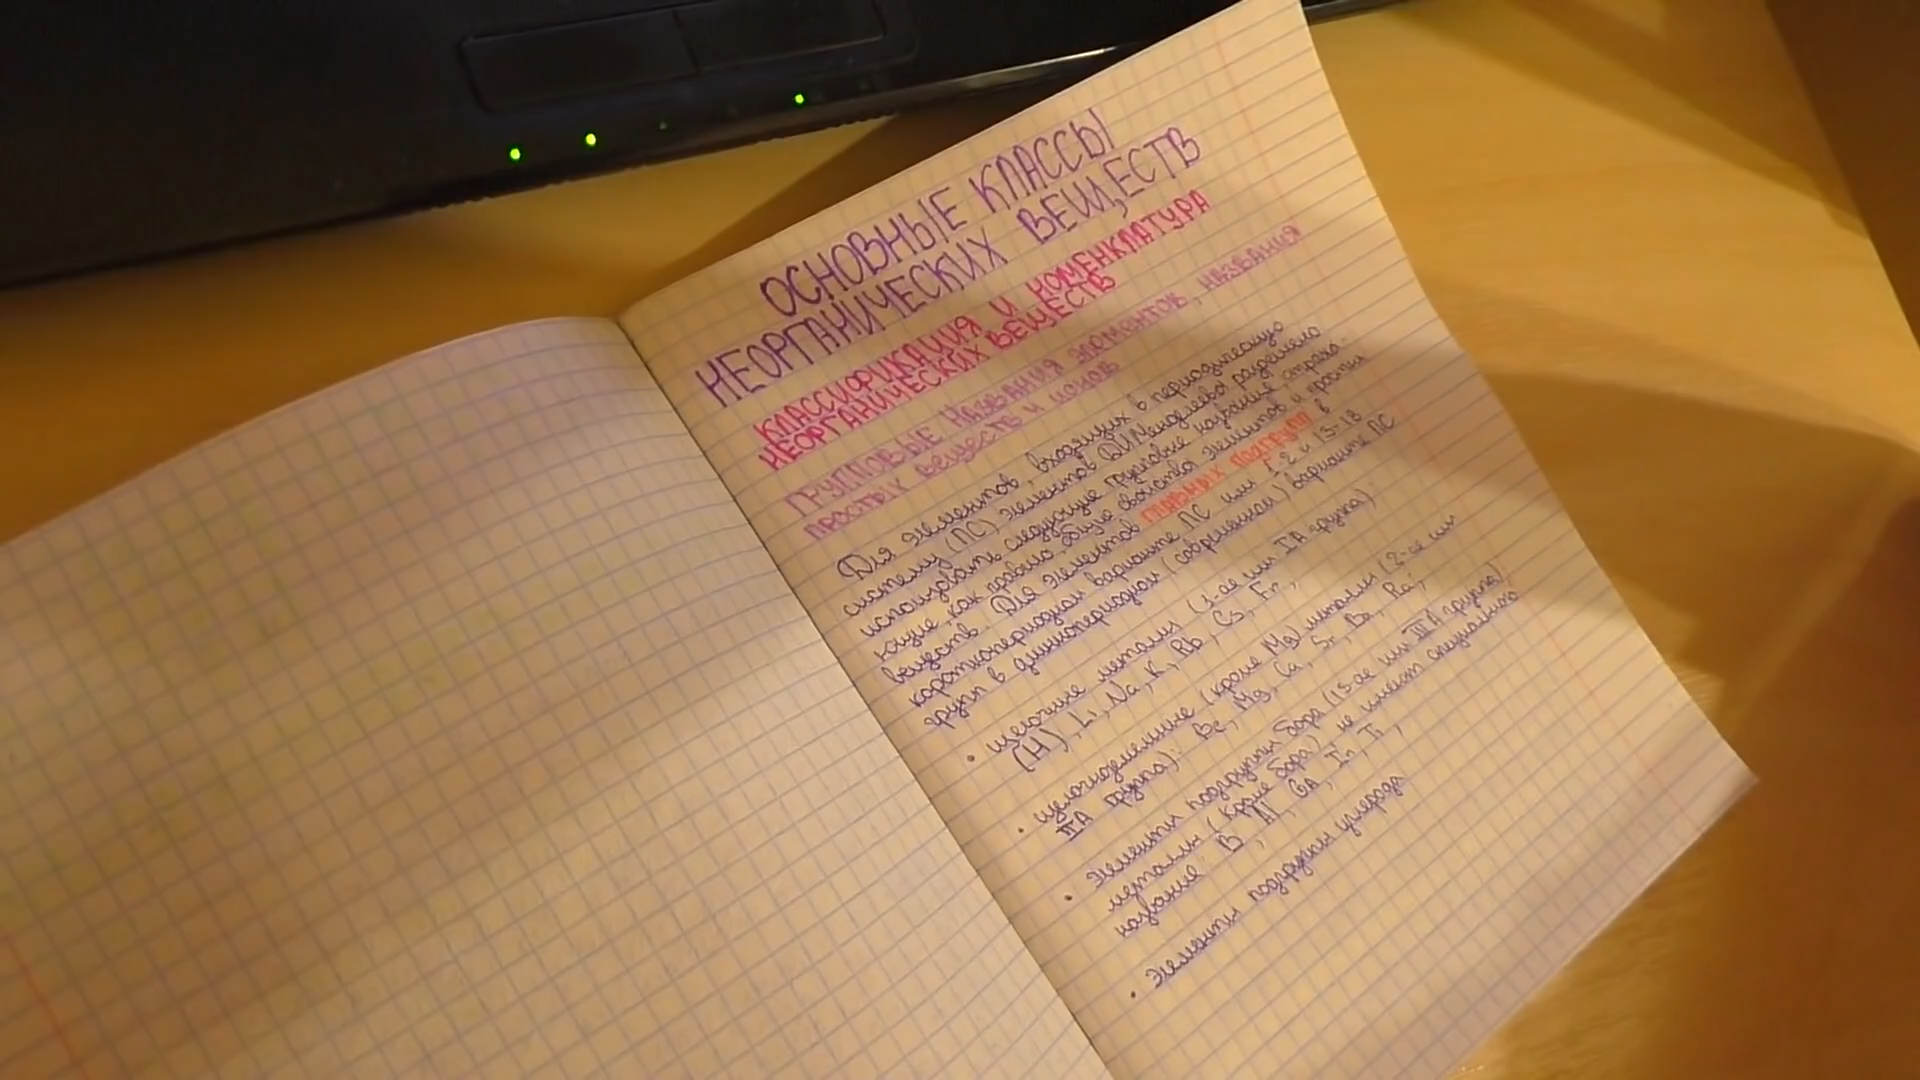 ОСНОВНЫЕ КЛАССЫ
НЕОРГАНИЧЕСКИХ ВЕЩЕСТВ
КЛАССИФИКАЦИЯ И НОМЕНКЛАТУРА
НЕОРГАНИЧЕСКИХ ВЕЩЕСТВ
ГРУППОВЫЕ НАЗВАНИЯ ЭЛЕМЕНТОВ, НАЗВАНИЯ
ПРОСТЫХ ВЕЩЕСТВ И ИОНОВ
Для элементов, входящих в периодическую
систему (ПС) элементов Д.И. Менделеева разрешено
использовать следующие групповые названия, отража-
ющие, как правило, общие свойства элементов и простых
веществ. Для элементов главных подгрупп в
короткопериодном варианте ПС или 1-2 и 13-18
групп в длиннопериодном (современном) варианте ПС
• щелочные металлы (1-ая или IA группа):
(H), Li, Na, K, Rb, Cs, Fr,
• щелочноземельные (кроме Mg) металлы (2-ая или
IIA группа): Be, Mg, Ca, Sr, Ba, Ra;
• Элементы подгруппы бора (13-ая или IIIA группа)
металлы (кроме бора) не имеют специального
название: B, Al, GA, In, Tl,
• Элементы подгруппы углерода